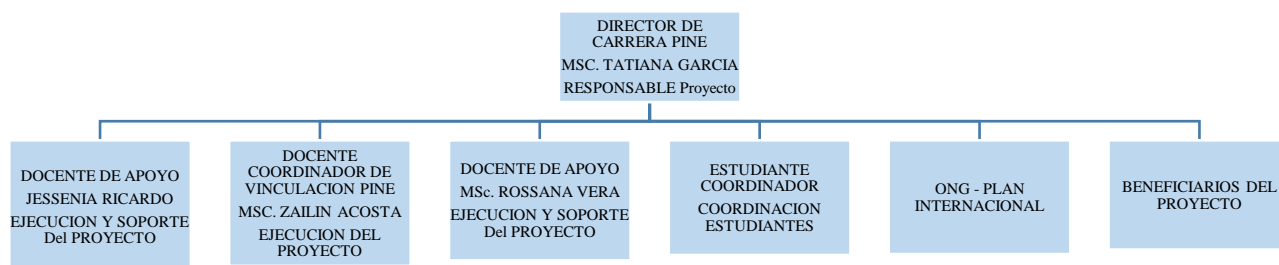 DIRECTOR DE
CARRERA PINE
MSC. TATIANA GARCIA
RESPONSABLE Proyecto
DOCENTE DE APOYO
JESSENIA RICARDO
EJECUCION Y SOPORTE
Del PROYECTO
DOCENTE
COORDINADOR DE
VINCULACION PINE
MSC. ZAILIN ACOSTA
EJECUCION DEL
PROYECTO
DOCENTE DE APOYO
MSc. ROSSANA VERA
EJECUCION Y SOPORTE
Del PROYECTO
ESTUDIANTE
COORDINADOR
COORDINACION
ESTUDIANTES
ONG - PLAN
INTERNACIONAL
BENEFICIARIOS DEL
PROYECTO